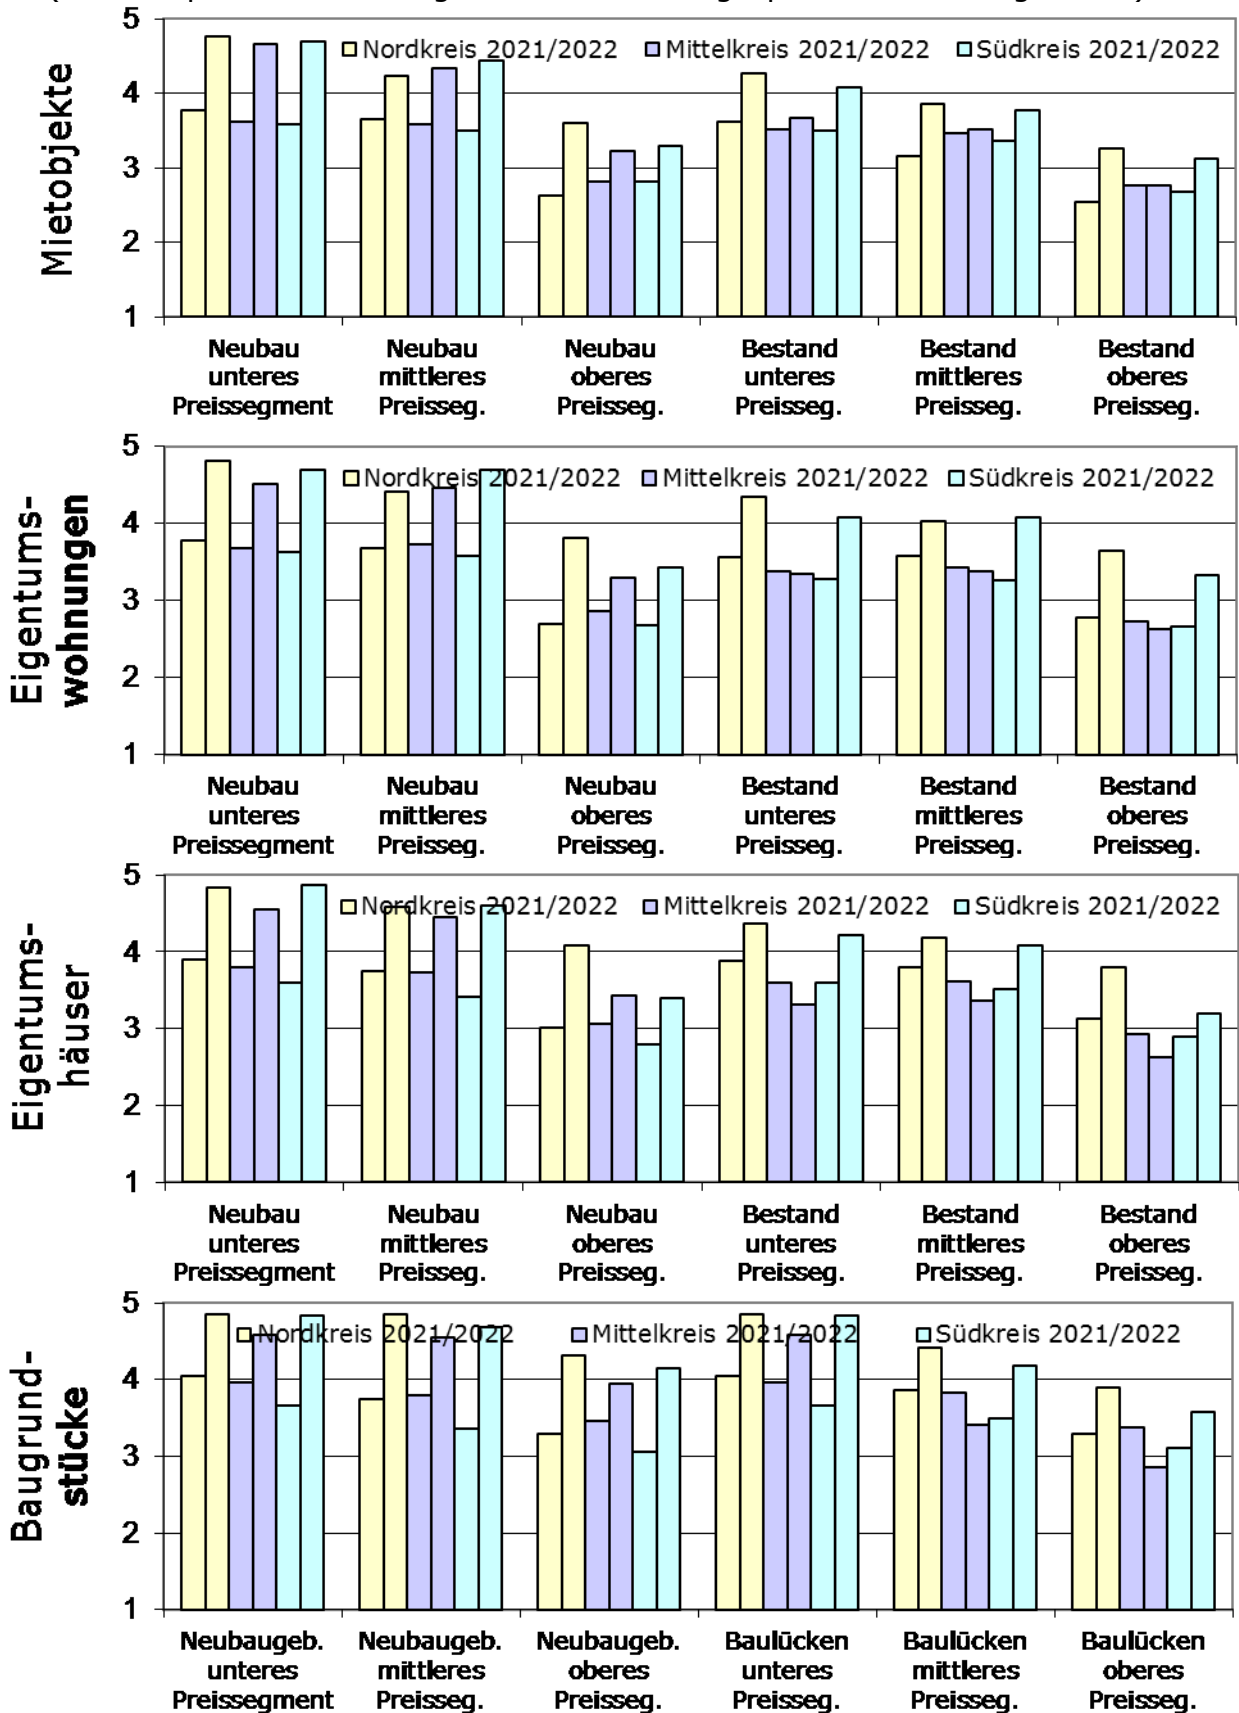 Mietobjekte
5
4
3
2
1
Nordkreis 2021/2022 Mittelkreis 2021/2022 Südkreis 2021/2022
Neubau unteres Preissegment
Neubau mittleres Preisseg.
Neubau oberes Preisseg.
Bestand unteres Preisseg.
Bestand mittleres Preisseg.
Bestand oberes Preisseg.
Eigentums-
wohnungen
5
4
3
2
1
Nordkreis 2021/2022 Mittelkreis 2021/2022 Südkreis 2021/2022
Neubau unteres Preissegment
Neubau mittleres Preisseg.
Neubau oberes Preisseg.
Bestand unteres Preisseg.
Bestand mittleres Preisseg.
Bestand oberes Preisseg.
Eigentums-
häuser
5
4
3
2
1
Nordkreis 2021/2022 Mittelkreis 2021/2022 Südkreis 2021/2022
Neubau unteres Preissegment
Neubau mittleres Preisseg.
Neubau oberes Preisseg.
Bestand unteres Preisseg.
Bestand mittleres Preisseg.
Bestand oberes Preisseg.
Baugrund-
stücke
5
4
3
2
1
Nordkreis 2021/2022 Mittelkreis 2021/2022 Südkreis 2021/2022
Neubaugeb. unteres Preissegment
Neubaugeb. mittleres Preisseg.
Neubaugeb. oberes Preisseg.
Baulücken unteres Preisseg.
Baulücken mittleres Preisseg.
Baulücken oberes Preisseg.